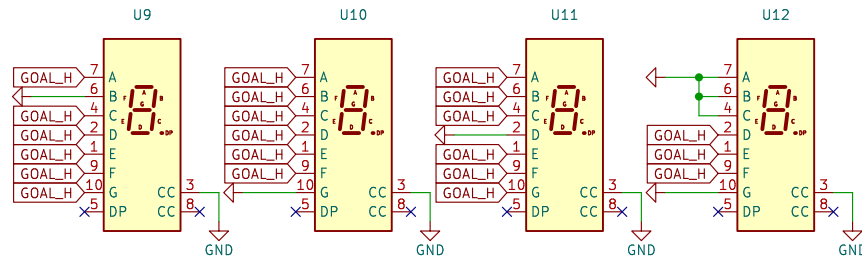 U9 U10 U11 U12
GOAL_H 7 A GOAL_H 7 A GOAL_H 7 A 7 A
6 B GOAL_H 6 B GOAL_H 6 B 6 B
GOAL_H 4 C GOAL_H 4 C GOAL_H 4 C 4 C
GOAL_H 2 D GOAL_H 2 D 2 D GOAL_H 2 D
GOAL_H 1 E GOAL_H 1 E GOAL_H 1 E GOAL_H 1 E
GOAL_H 9 F GOAL_H 9 F GOAL_H 9 F GOAL_H 9 F
GOAL_H 10 G CC 3 10 G CC 3 GOAL_H 10 G CC 3 10 G CC 3
5 DP CC 8 5 DP CC 8 5 DP CC 8 5 DP CC 8
A F B G E C D DP A F B G E C D DP A F B G E C D DP A F B G E C D DP
GND GND GND GND